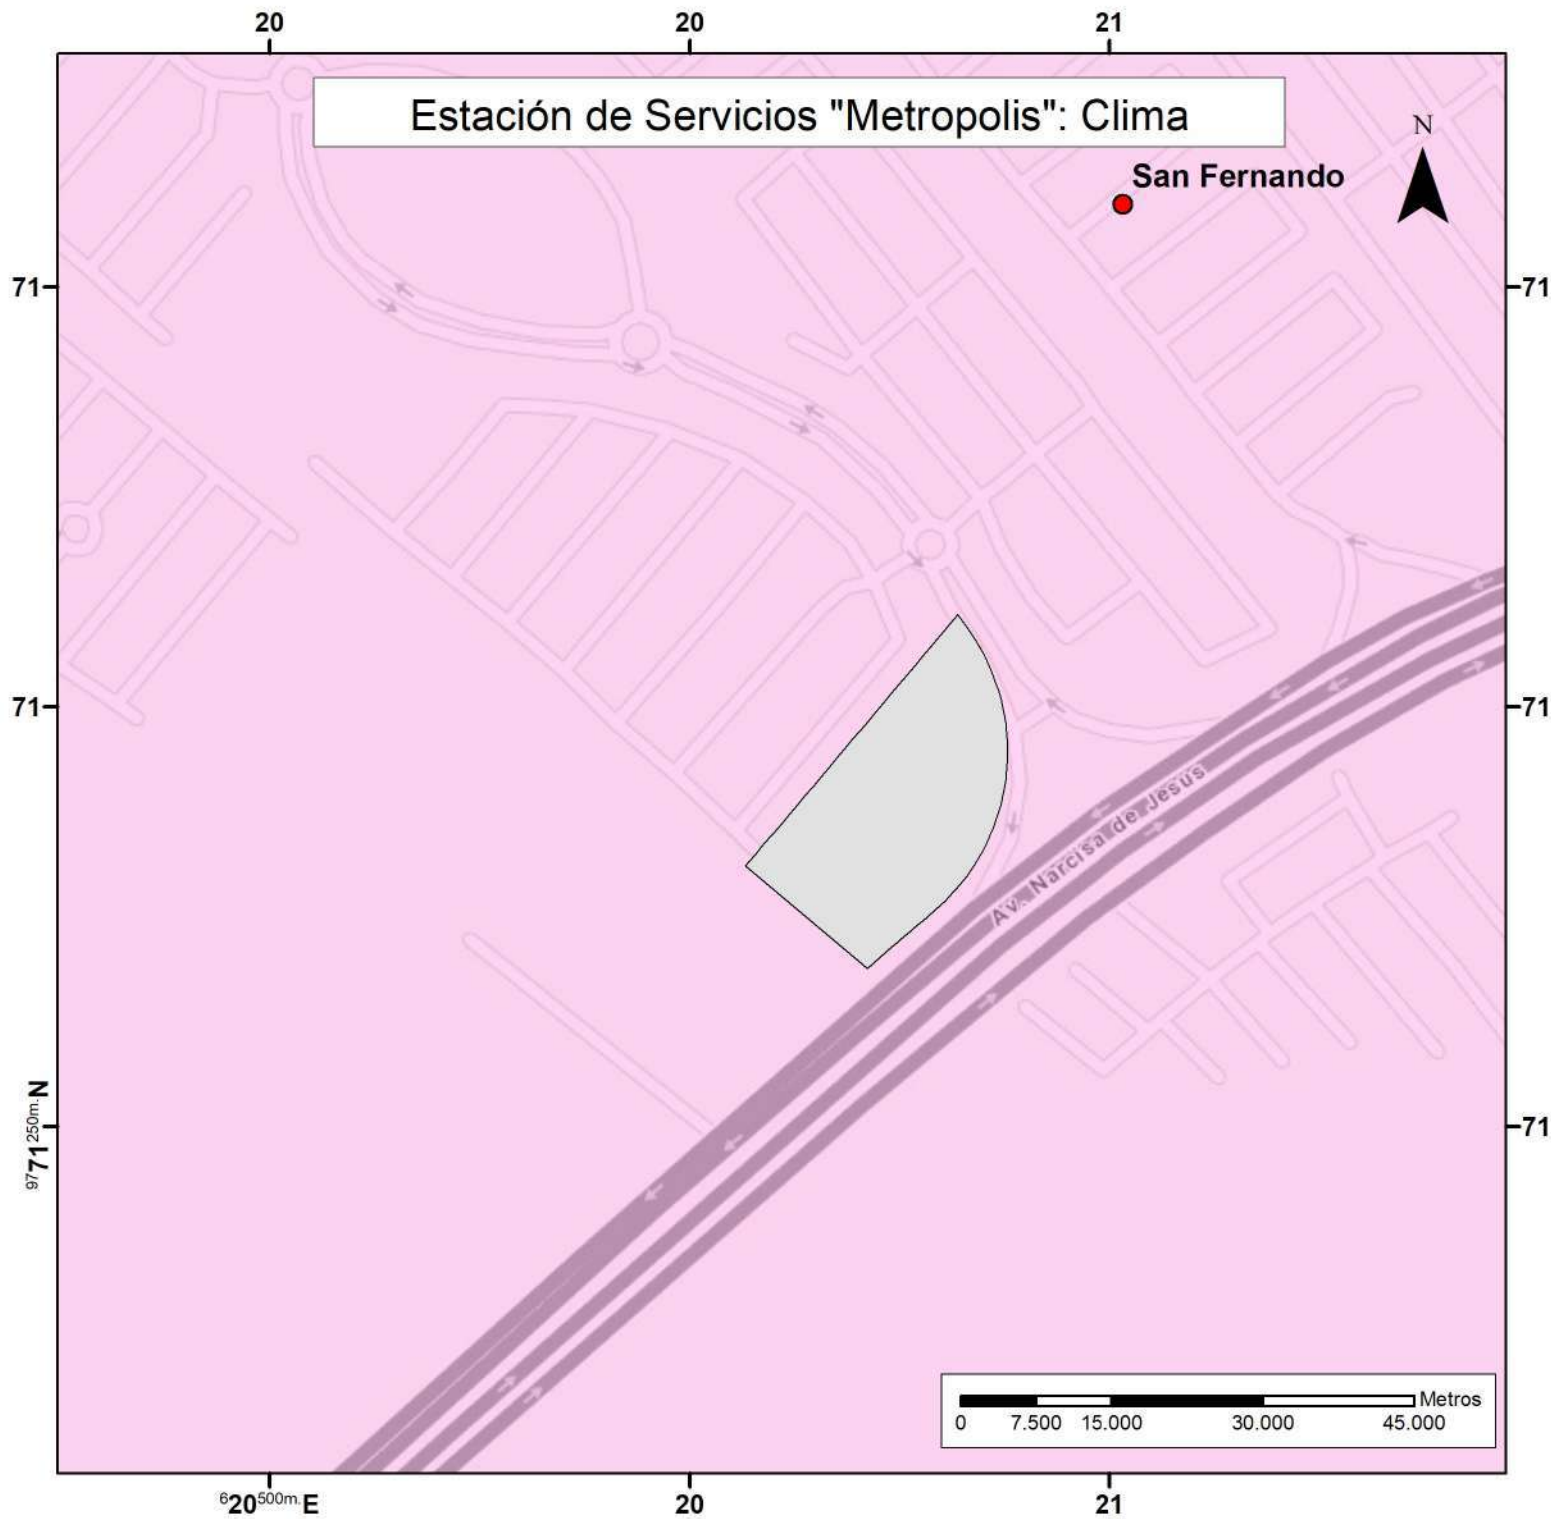 20 20 21
Estación de Servicios "Metropolis": Clima
N
San Fernando
71 71
71 71
Av. Narcisa de Jesus
9771250m.N 71
Metros
0 7.500 15.000 30.000 45.000
620500m.E 20 21